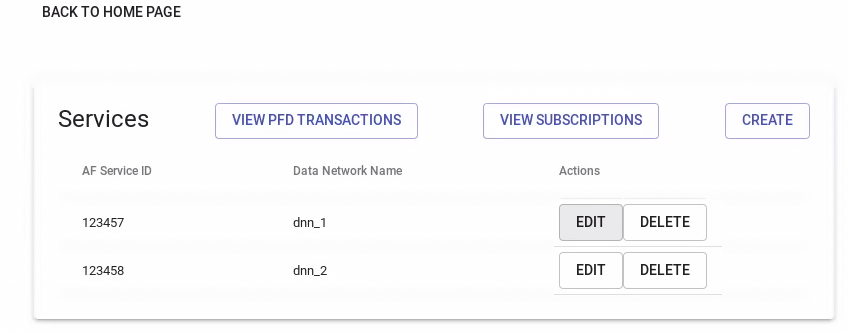 BACK TO HOME PAGE
Services VIEW PFD TRANSACTIONS VIEW SUBSCRIPTIONS CREATE
AF Service ID Data Network Name Actions
123457 dnn_1 EDIT DELETE
123458 dnn_2 EDIT DELETE